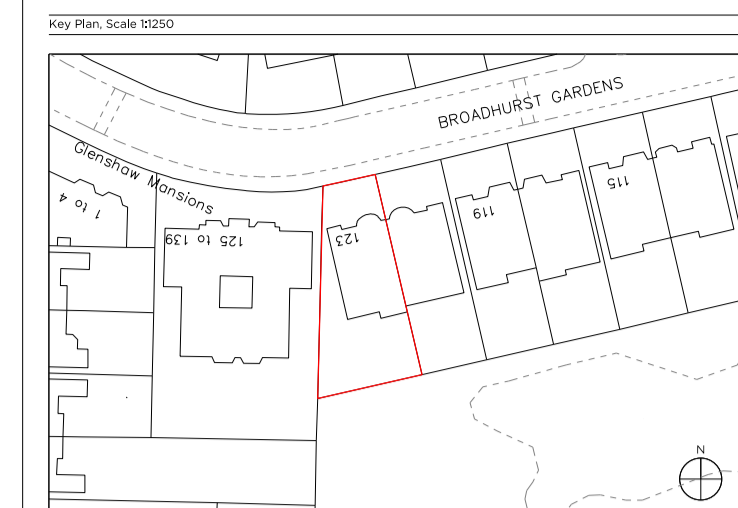 Key Plan, Scale 1:1250
BROADHURST GARDENS
Glenshaw Mansions
1 to 4
125 to 139
123
119
115
N